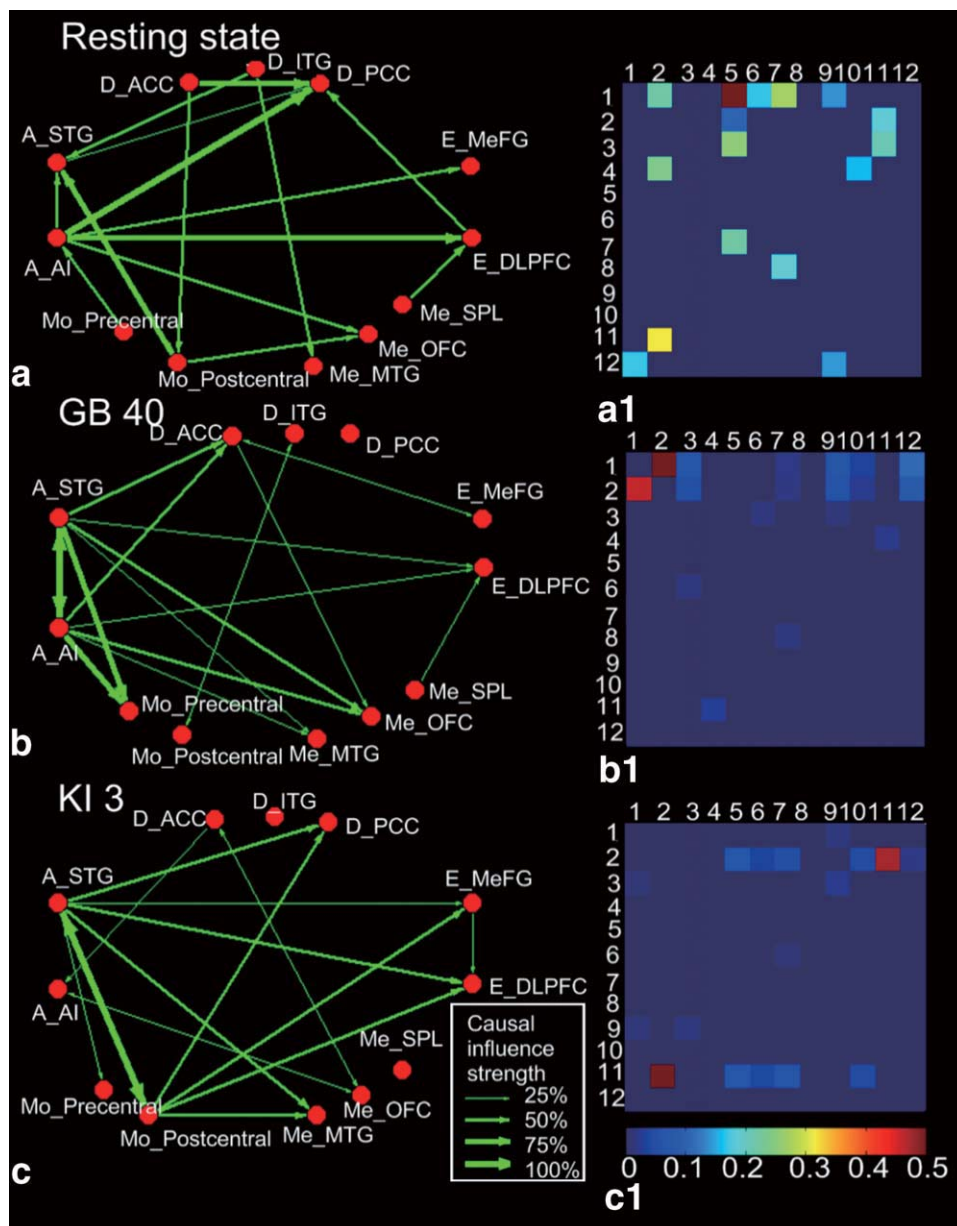 Resting state
D_ITG
D_ACC
D_PCC
A_STG
E_MeFG
A_AI
E_DLPFC
Me_SPL
Mo_Precentral
Me_OFC
Mo_Postcentral
Me_MTG
a
1 2 3 4 5 6 7 8 9 10 11 12
1
2
3
4
5
6
7
8
9
10
11
12
a1
GB 40
D_ITG
D_ACC
D_PCC
A_STG
E_MeFG
E_DLPFC
A_AI
Me_SPL
Mo_Precentral
Me_OFC
Mo_Postcentral
Me_MTG
b
1 2 3 4 5 6 7 8 9 10 11 12
1
2
3
4
5
6
7
8
9
10
11
12
b1
KI 3
D_ITG
D_ACC
D_PCC
A_STG
E_MeFG
E_DLPFC
A_AI
Me_SPL
Mo_Precentral
Me_OFC
Mo_Postcentral
Me_MTG
Causal
influence
strength
25%
50%
75%
100%
c
1 2 3 4 5 6 7 8 9 10 11 12
1
2
3
4
5
6
7
8
9
10
11
12
0 0.1 0.2 0.3 0.4 0.5
c1